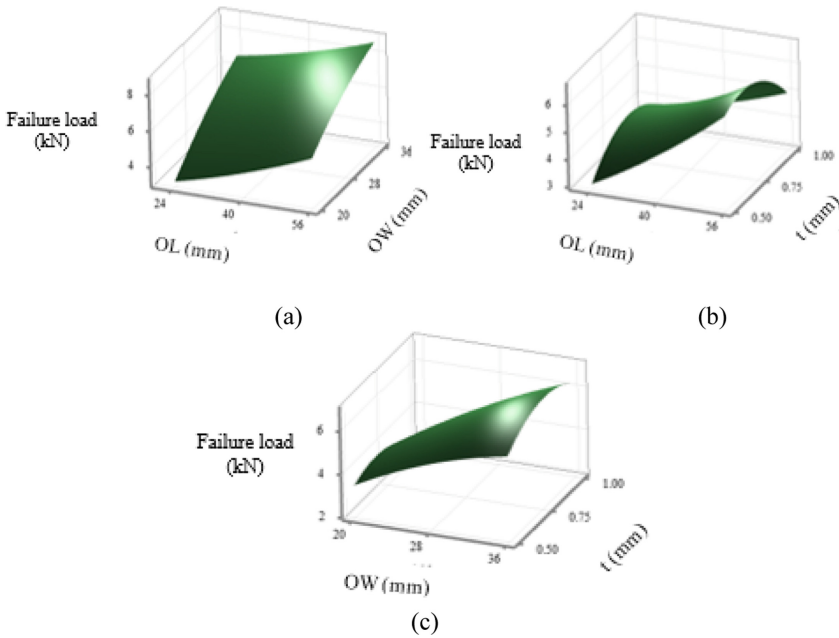 Failure load
(kN)
8
6
4
24
40
56
OL (mm)
20
28
36
OW (mm)
(a)
Failure load
(kN)
6
5
4
3
24
40
56
OL (mm)
0.50
0.75
1.00
t (mm)
(b)
Failure load
(kN)
6
4
2
20
28
36
OW (mm)
0.50
0.75
1.00
t (mm)
(c)